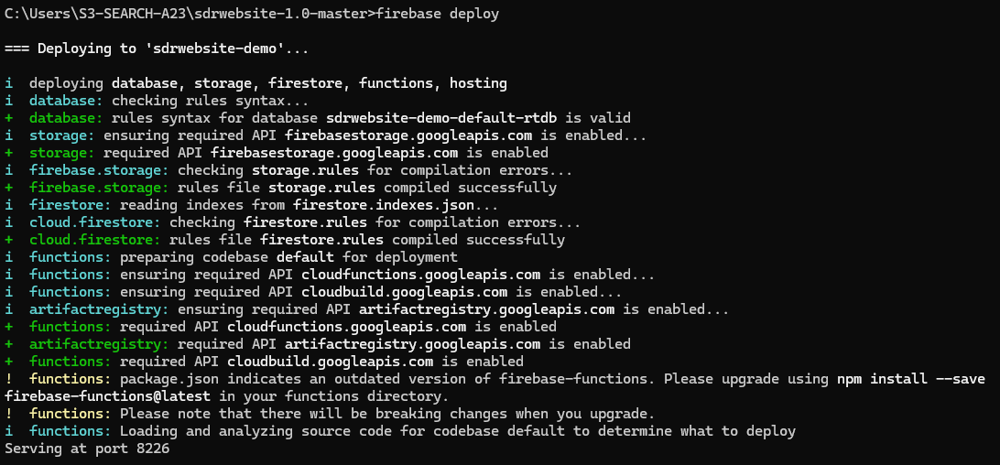 C:\Users\S3-SEARCH-A23\sdrwebsite-1.0-master>firebase deploy
=== Deploying to 'sdrwebsite-demo'...
i  deploying database, storage, firestore, functions, hosting
i  database: checking rules syntax...
+  database: rules syntax for database sdrwebsite-demo-default-rtdb is valid
i  storage: ensuring required API firebasestorage.googleapis.com is enabled...
+  storage: required API firebasestorage.googleapis.com is enabled
i  firebase.storage: checking storage.rules for compilation errors...
+  firebase.storage: rules file storage.rules compiled successfully
i  firestore: reading indexes from firestore.indexes.json...
i  cloud.firestore: checking firestore.rules for compilation errors...
+  cloud.firestore: rules file firestore.rules compiled successfully
i  functions: preparing codebase default for deployment
i  functions: ensuring required API cloudfunctions.googleapis.com is enabled...
i  functions: ensuring required API cloudbuild.googleapis.com is enabled...
i  artifactregistry: ensuring required API artifactregistry.googleapis.com is enabled...
+  functions: required API cloudfunctions.googleapis.com is enabled
+  artifactregistry: required API artifactregistry.googleapis.com is enabled
+  functions: required API cloudbuild.googleapis.com is enabled
!  functions: package.json indicates an outdated version of firebase-functions. Please upgrade using npm install --save
firebase-functions@latest in your functions directory.
!  functions: Please note that there will be breaking changes when you upgrade.
i  functions: Loading and analyzing source code for codebase default to determine what to deploy
Serving at port 8226